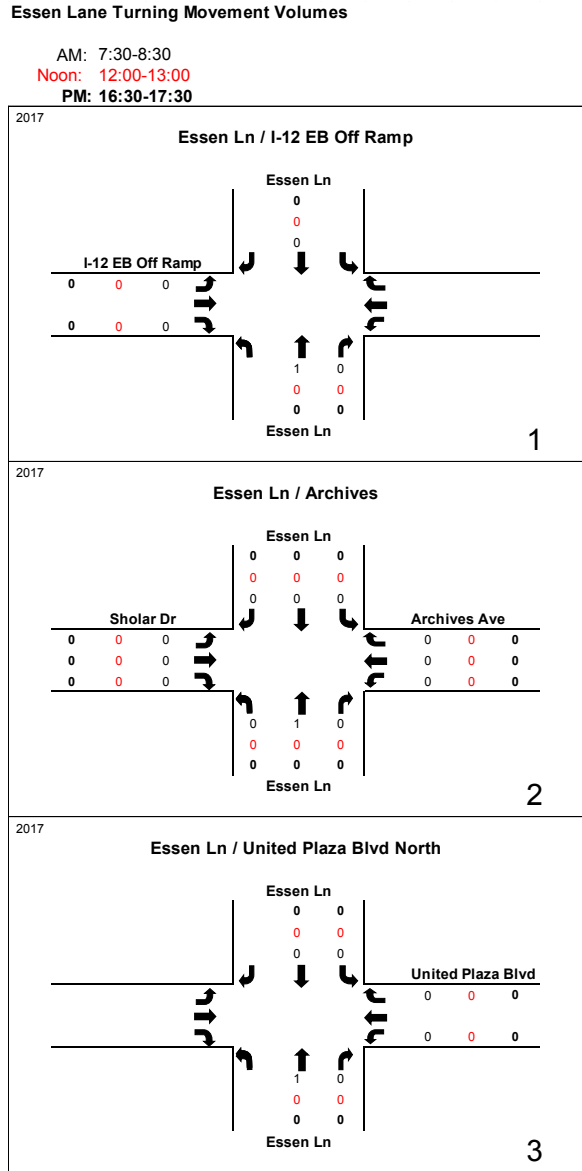 Essen Lane Turning Movement Volumes
AM: 7:30-8:30
Noon: 12:00-13:00
PM: 16:30-17:30
2017
Essen Ln / I-12 EB Off Ramp
Essen Ln
0
0
0
I-12 EB Off Ramp
0 0 0
0 0 0
1 0
0 0
0 0
Essen Ln
1
2017
Essen Ln / Archives
Essen Ln
0 0 0
0 0 0
0 0 0
Sholar Dr Archives Ave
0 0 0 0 0 0
0 0 0 0 0 0
0 0 0 0 0 0
0 1 0
0 0 0
0 0 0
Essen Ln
2
2017
Essen Ln / United Plaza Blvd North
Essen Ln
0 0
0 0
0 0
United Plaza Blvd
0 0 0
0 0 0
1 0
0 0
0 0
Essen Ln
3